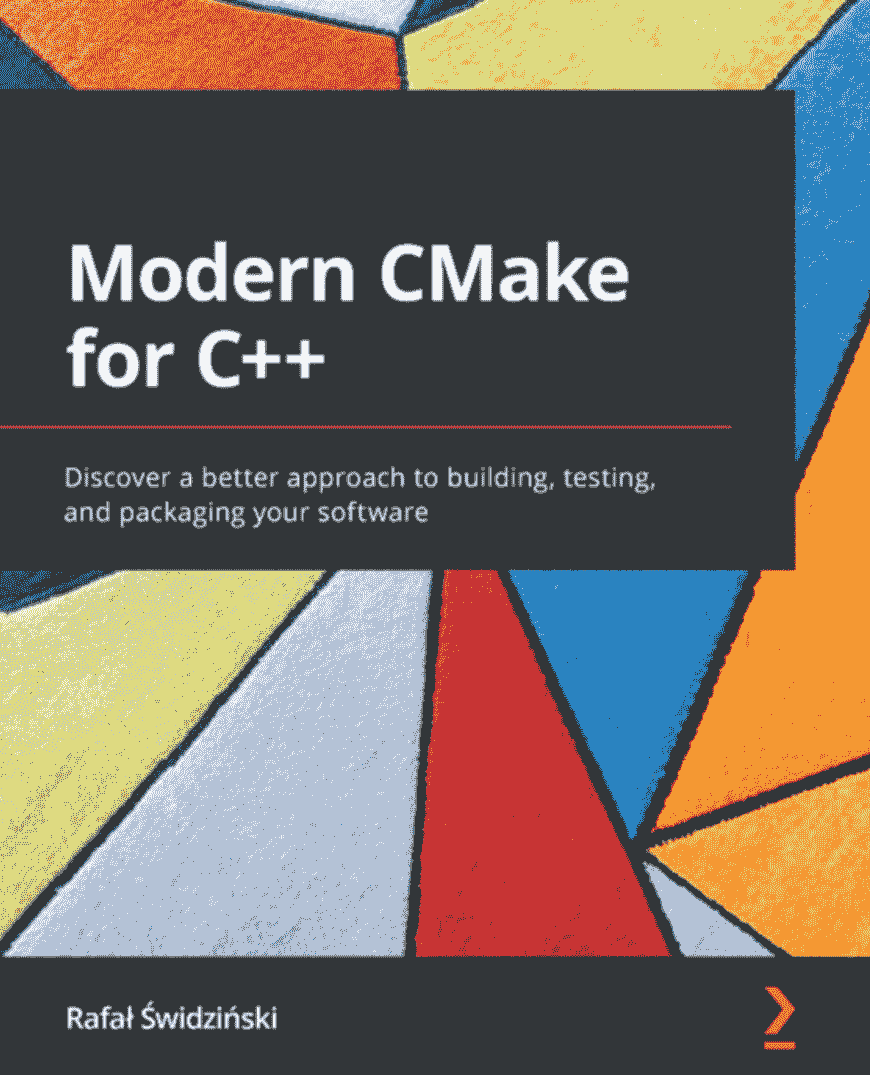 Modern CMake
for C++
Discover a better approach to building, testing,
and packaging your software
Rafał Świdziński